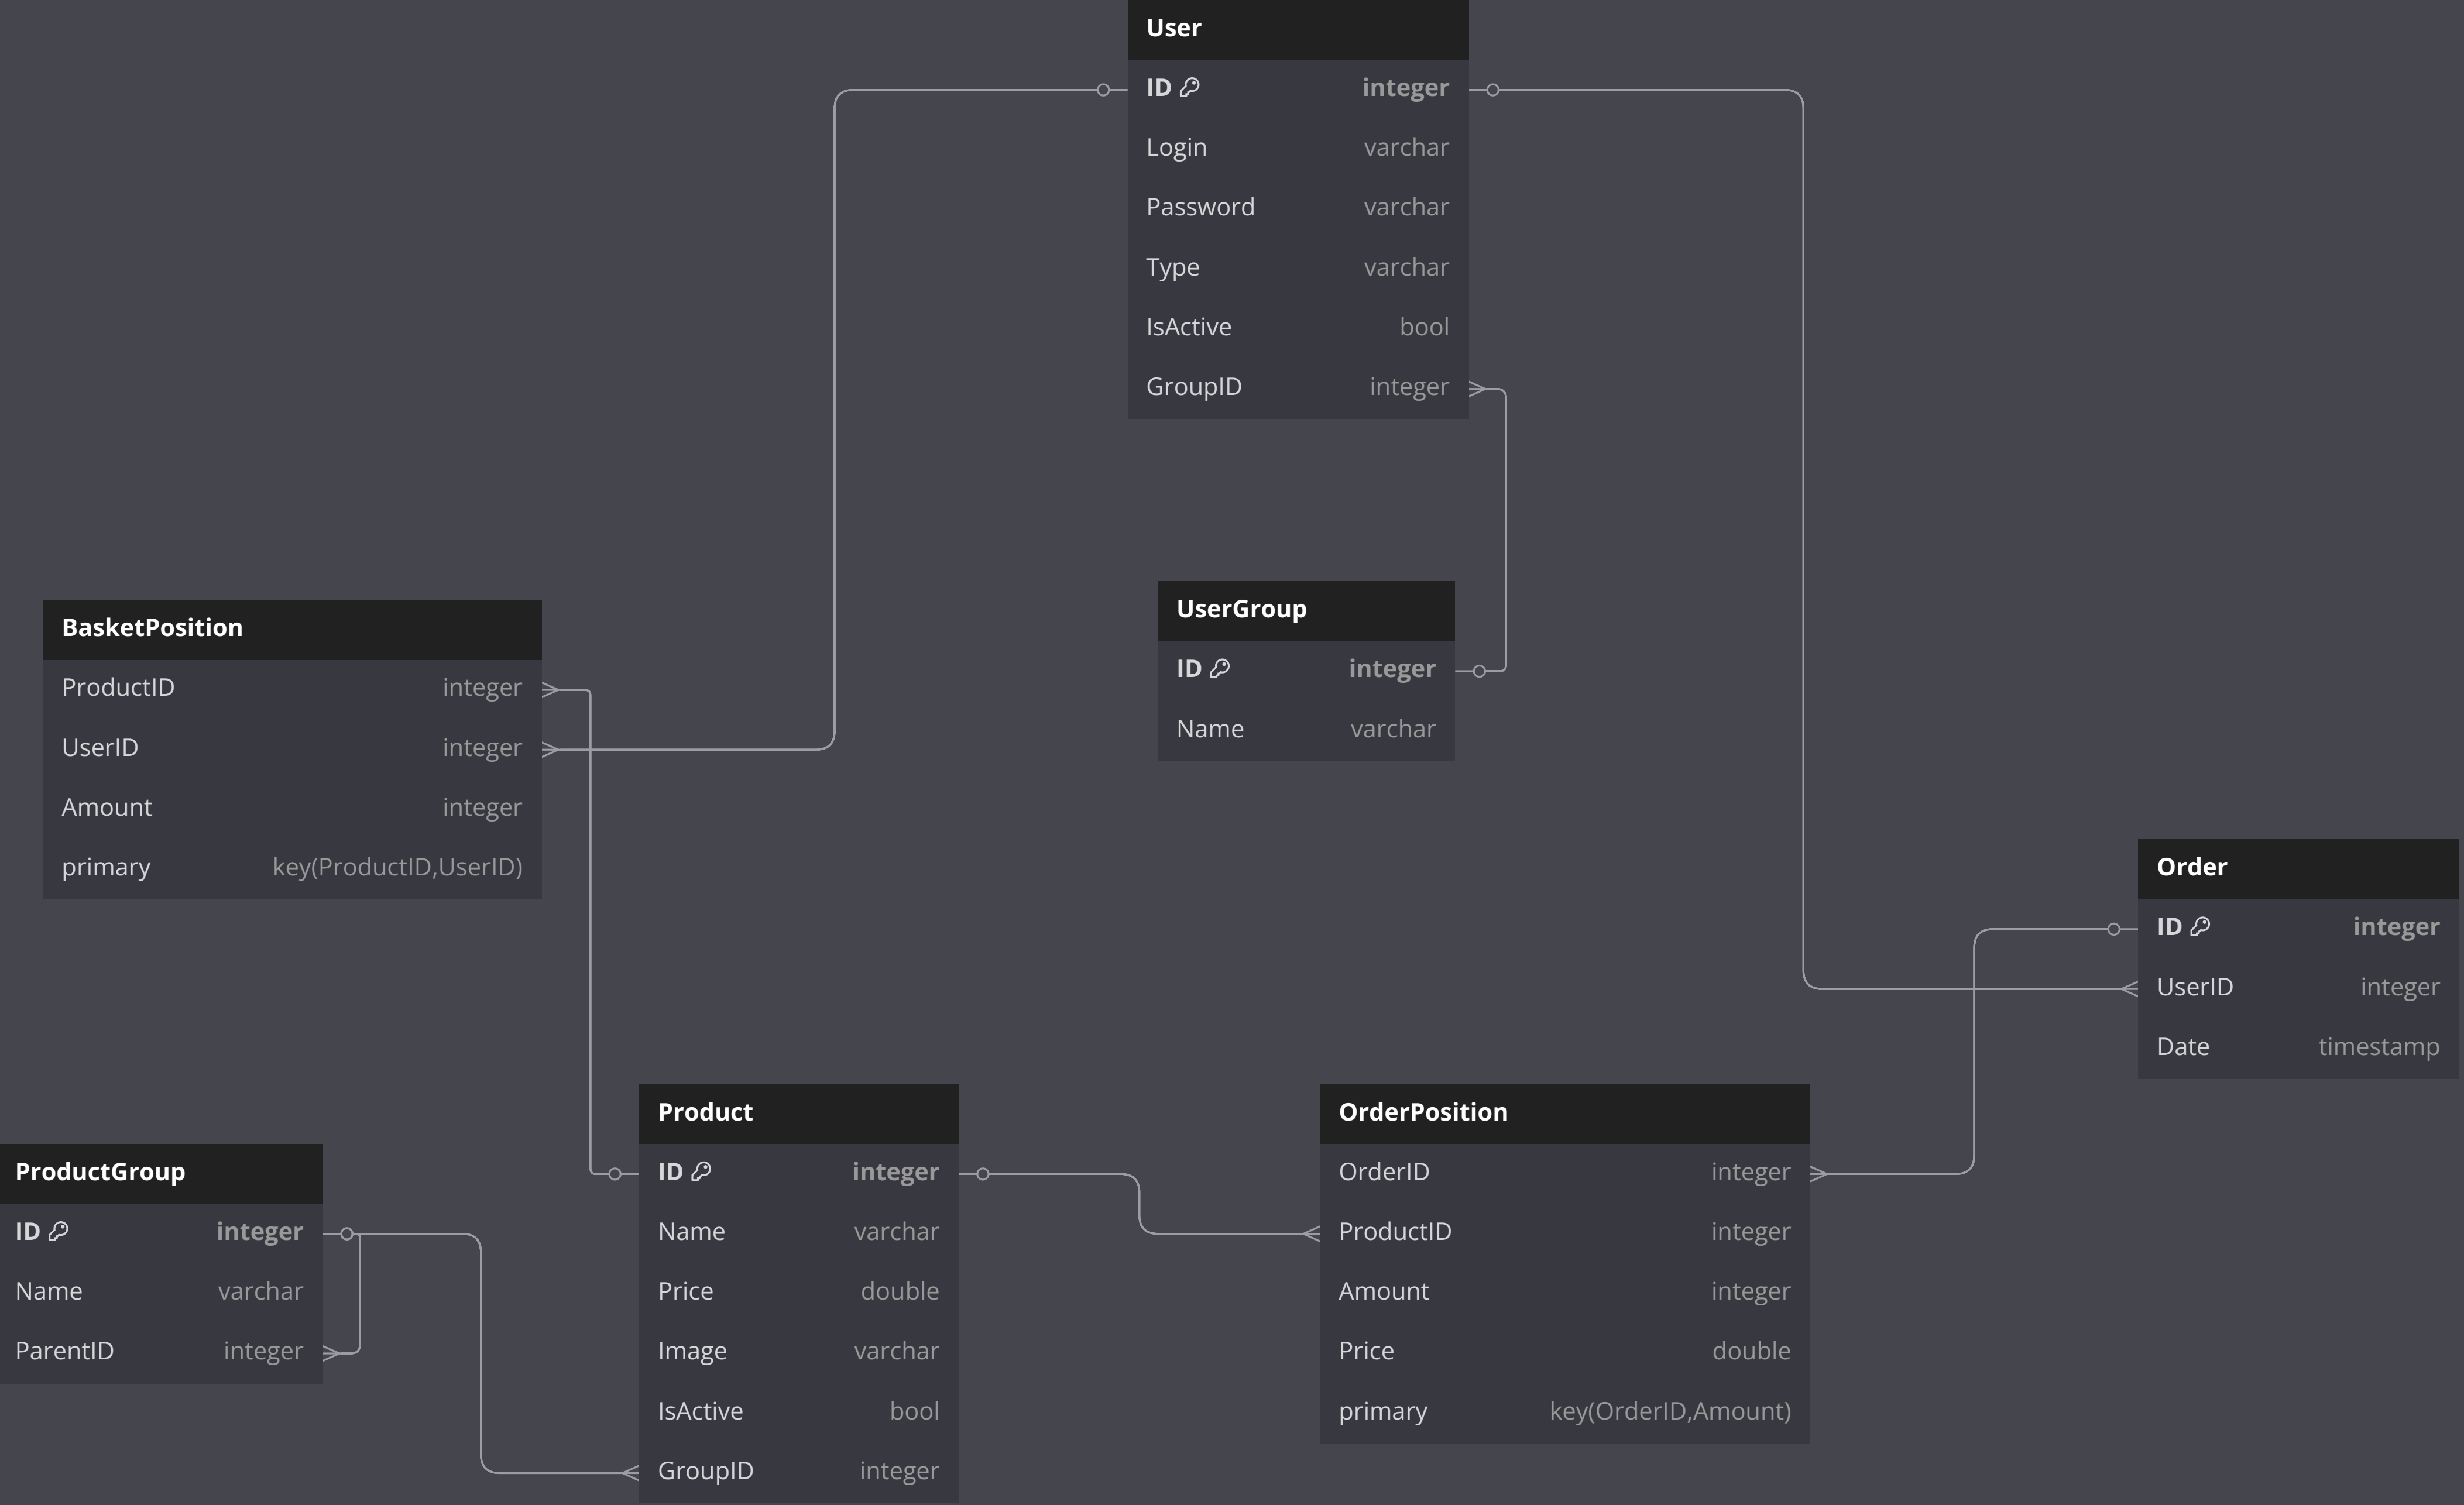 User
ID integer
Login varchar
Password varchar
Type varchar
IsActive bool
GroupID integer
UserGroup
ID integer
Name varchar
BasketPosition
ProductID integer
UserID integer
Amount integer
primary key(ProductID,UserID)
Order
ID integer
UserID integer
Date timestamp
Product
ID integer
Name varchar
Price double
Image varchar
IsActive bool
GroupID integer
OrderPosition
OrderID integer
ProductID integer
Amount integer
Price double
primary key(OrderID,Amount)
ProductGroup
ID integer
Name varchar
ParentID integer